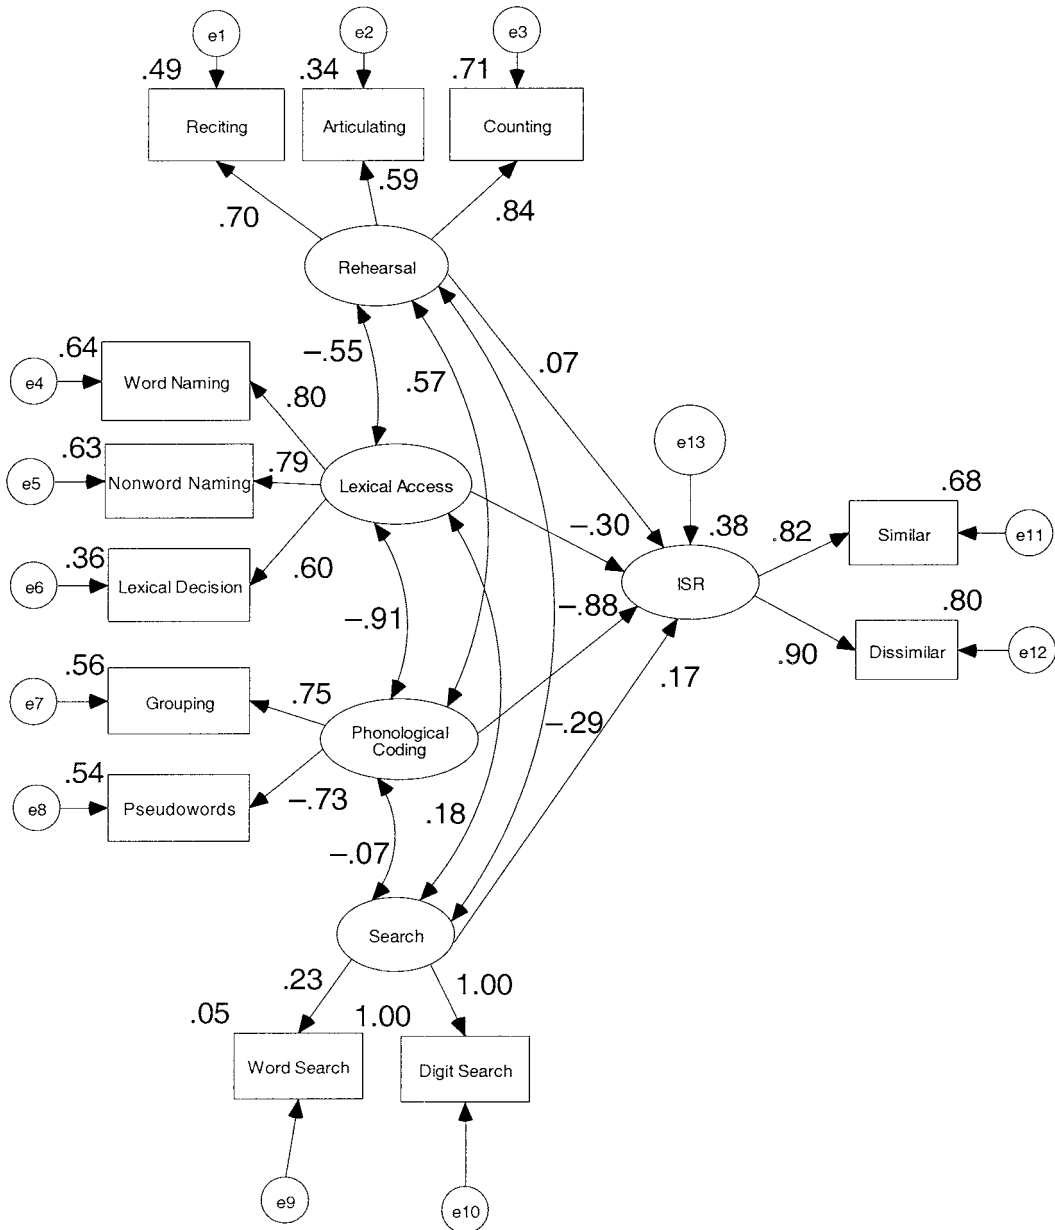 e1
e2
e3
.49
.34
.71
Reciting
Articulating
Counting
.70
.59
.84
Rehearsal
–.55
.57
.07
.64
e4
Word Naming
.80
.63
e5
Nonword Naming
.79
Lexical Access
e13
.36
e6
Lexical Decision
.60
–.30
.38
ISR
.82
.68
Similar
e11
–.91
–.88
.90
.80
Dissimilar
e12
.56
e7
Grouping
.75
Phonological
Coding
.17
–.29
.54
e8
Pseudowords
–.73
.18
–.07
Search
.23
1.00
.05
1.00
Word Search
Digit Search
e9
e10